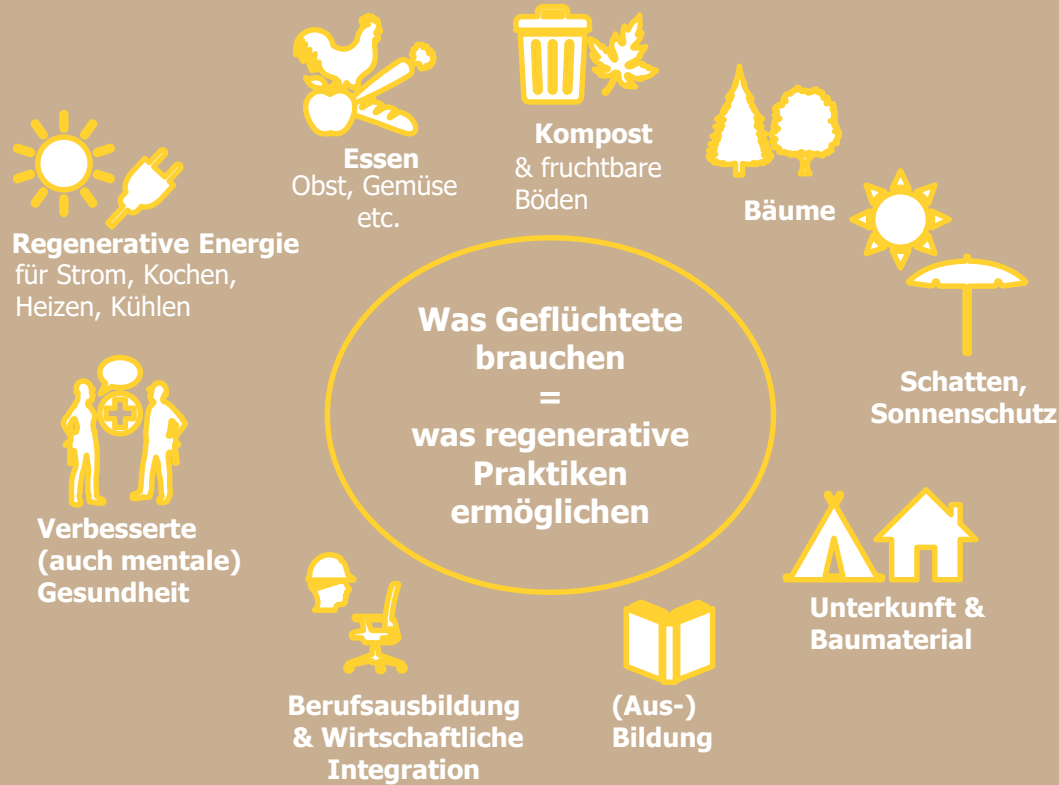 Essen
Obst, Gemüse
etc.
Kompost
& fruchtbare
Böden
Bäume
Schatten,
Sonnenschutz
Unterkunft &
Baumaterial
(Aus-)
Bildung
Berufsausbildung
& Wirtschaftliche
Integration
Verbesserte
(auch mentale)
Gesundheit
Regenerative Energie
für Strom, Kochen,
Heizen, Kühlen
Was Geflüchtete
brauchen
=
was regenerative
Praktiken
ermöglichen